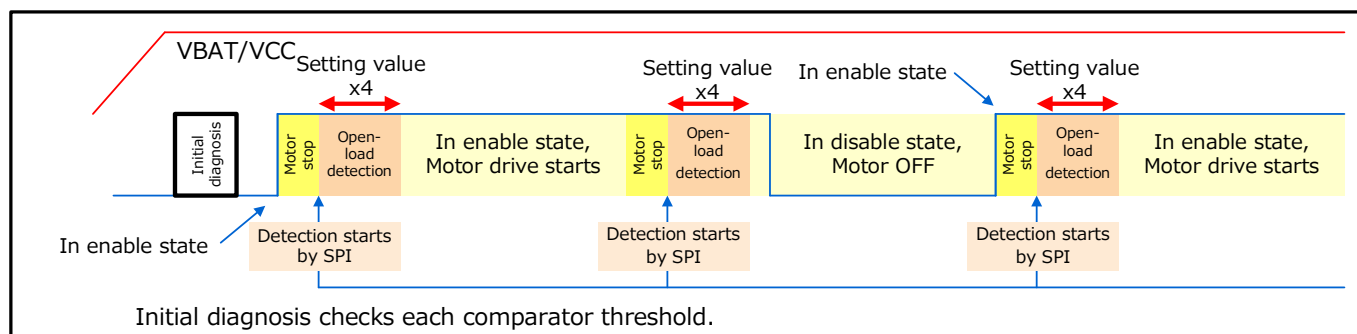 VBAT/VCC
Setting value
x4
Setting value
x4
In enable state
Setting value
x4
Initial
diagnosis
Motor
stop
Open-
load
detection
In enable state,
Motor drive starts
Motor
stop
Open-
load
detection
In disable state,
Motor OFF
Motor
stop
Open-
load
detection
In enable state,
Motor drive starts
In enable state
Detection starts
by SPI
Detection starts
by SPI
Detection starts
by SPI
Initial diagnosis checks each comparator threshold.